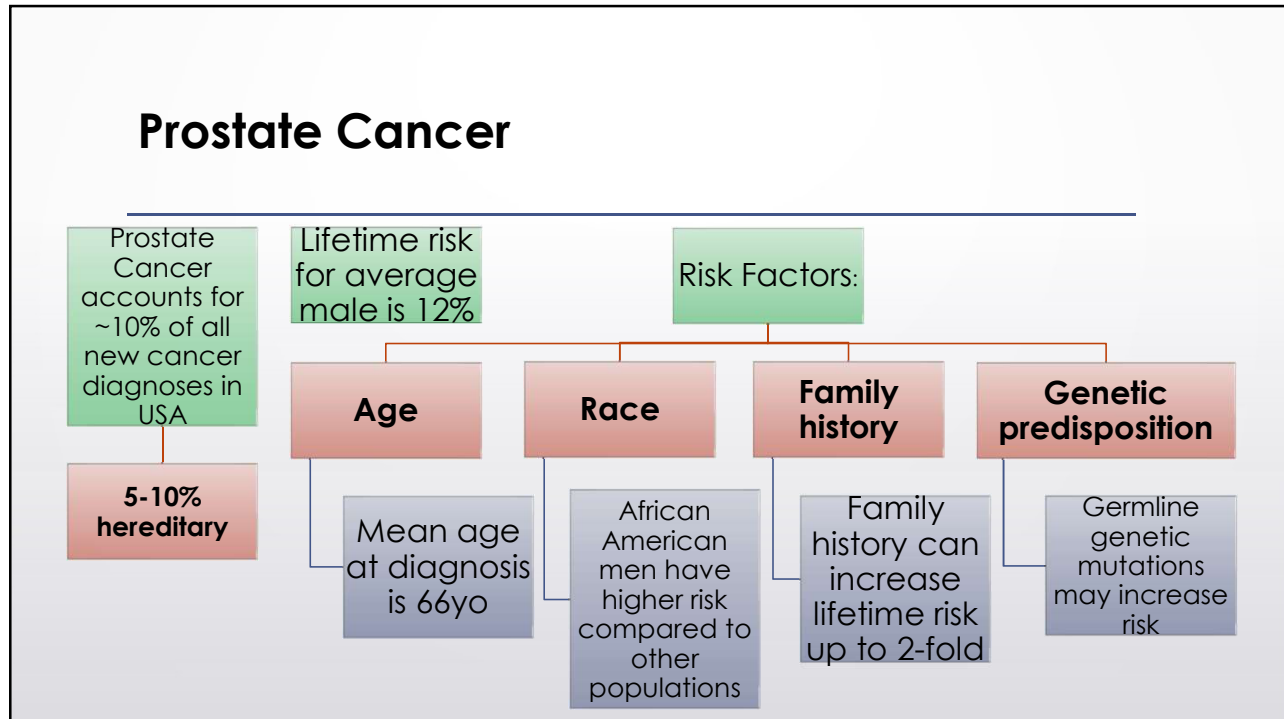 Prostate Cancer
Prostate
Cancer
accounts for
~10% of all
new cancer
diagnoses in
USA
5-10%
hereditary
Lifetime risk
for average
male is 12%
Risk Factors:
Age
Mean age
at diagnosis
is 66yo
Race
African
American
men have
higher risk
compared to
other
populations
Family
history
Family
history can
increase
lifetime risk
up to 2-fold
Genetic
predisposition
Germline
genetic
mutations
may increase
risk